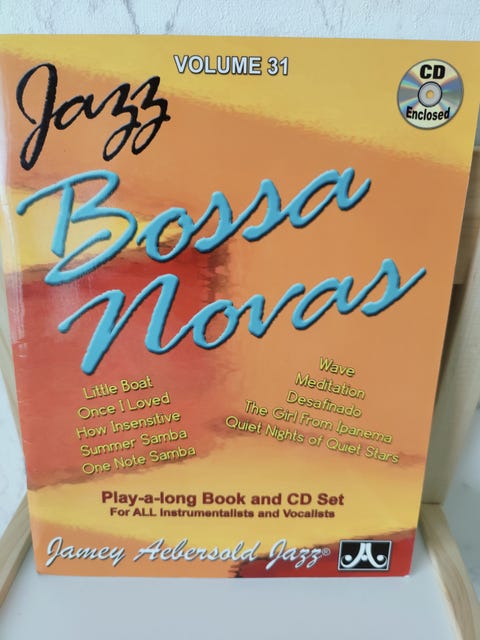 VOLUME 31
CD
Enclosed
Jazz
Bossa
Novas
Little Boat
Once I Loved
How Insensitive
Summer Samba
One Note Samba
Wave
Meditation
Desafinado
The Girl From Ipanema
Quiet Nights of Quiet Stars
Play-a-long Book and CD Set
For ALL Instrumentalists and Vocalists
Jamey Aebersold Jazz®
JA